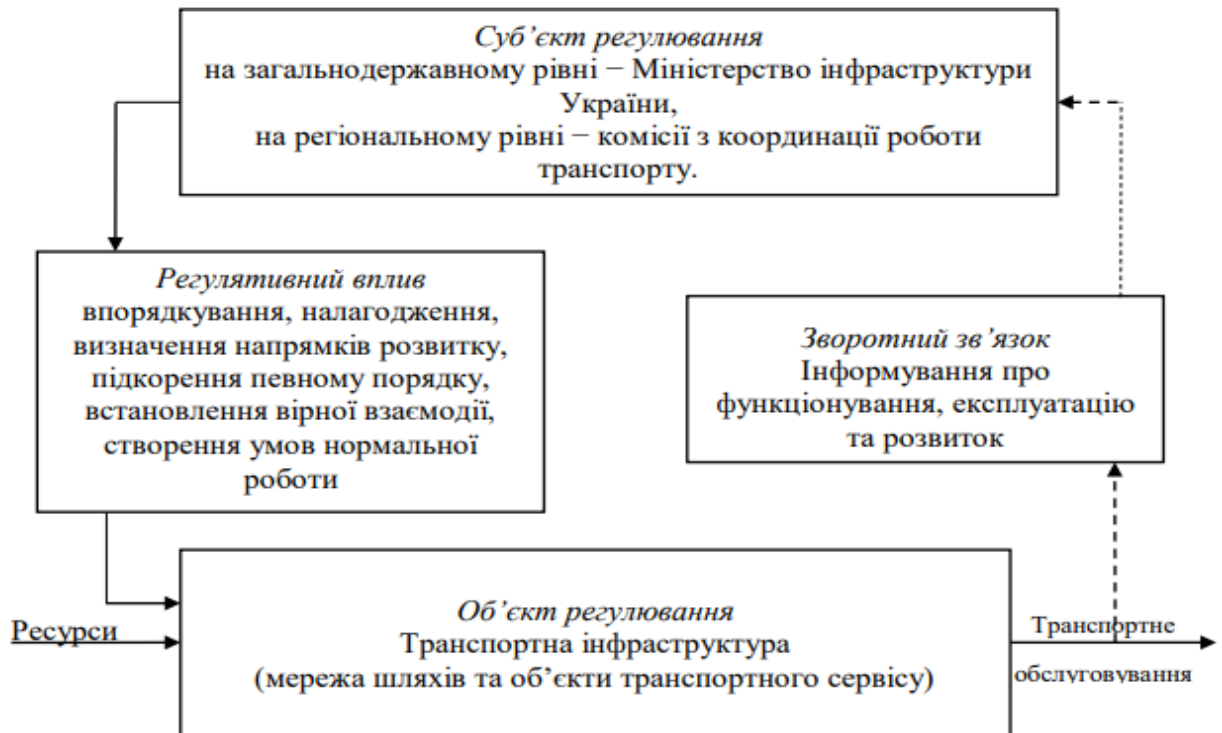 Суб’єкт регулювання
на загальнодержавному рівні − Міністерство інфраструктури
України,
на регіональному рівні − комісії з координації роботи
транспорту.
Регулятивний вплив
впорядкування, налагодження,
визначення напрямків розвитку,
підкорення певному порядку,
встановлення вірної взаємодії,
створення умов нормальної
роботи
Зворотний зв’язок
Інформування про
функціонування, експлуатацію
та розвиток
Ресурси
Об’єкт регулювання
Транспортна інфраструктура
(мережа шляхів та об’єкти транспортного сервісу)
Транспортне
обслуговування